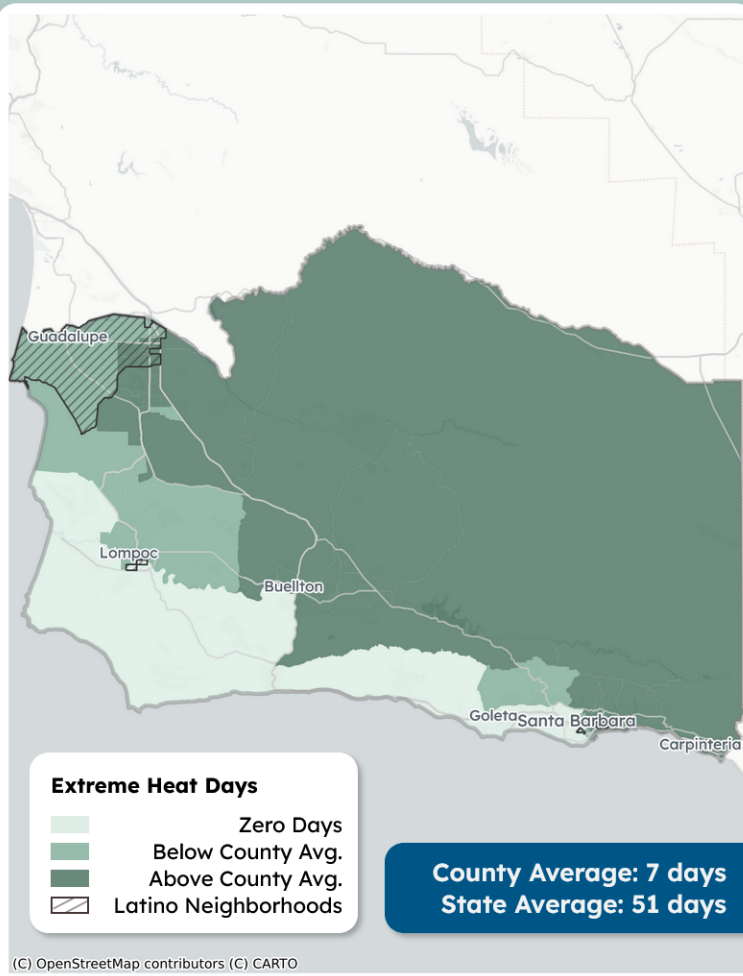 Guadalupe
Lompoc
Buellton
Goleta
Santa Barbara
Carpinteria
Extreme Heat Days
Zero Days
Below County Avg.
Above County Avg.
Latino Neighborhoods
County Average: 7 days
State Average: 51 days
(C) OpenStreetMap contributors (C) CARTO